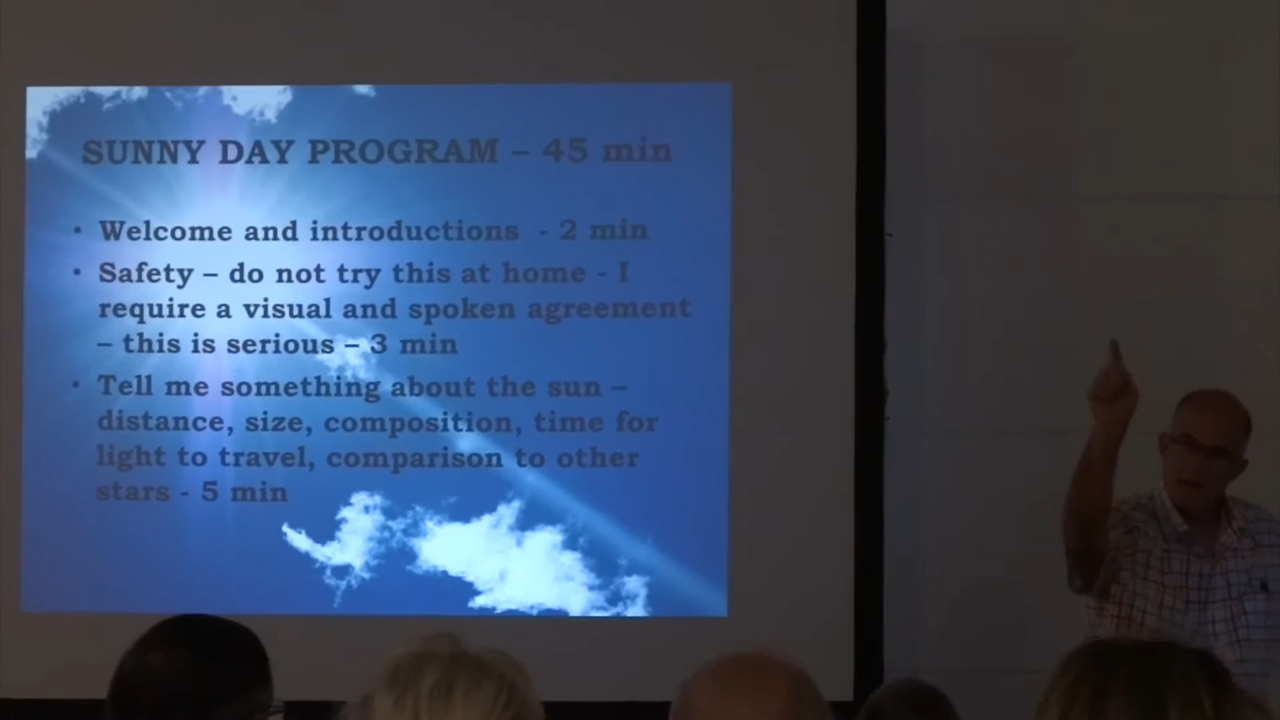 SUNNY DAY PROGRAM – 45 min
• Welcome and introductions - 2 min
• Safety – do not try this at home - I
require a visual and spoken agreement
– this is serious – 3 min
• Tell me something about the sun –
distance, size, composition, time for
light to travel, comparison to other
stars - 5 min